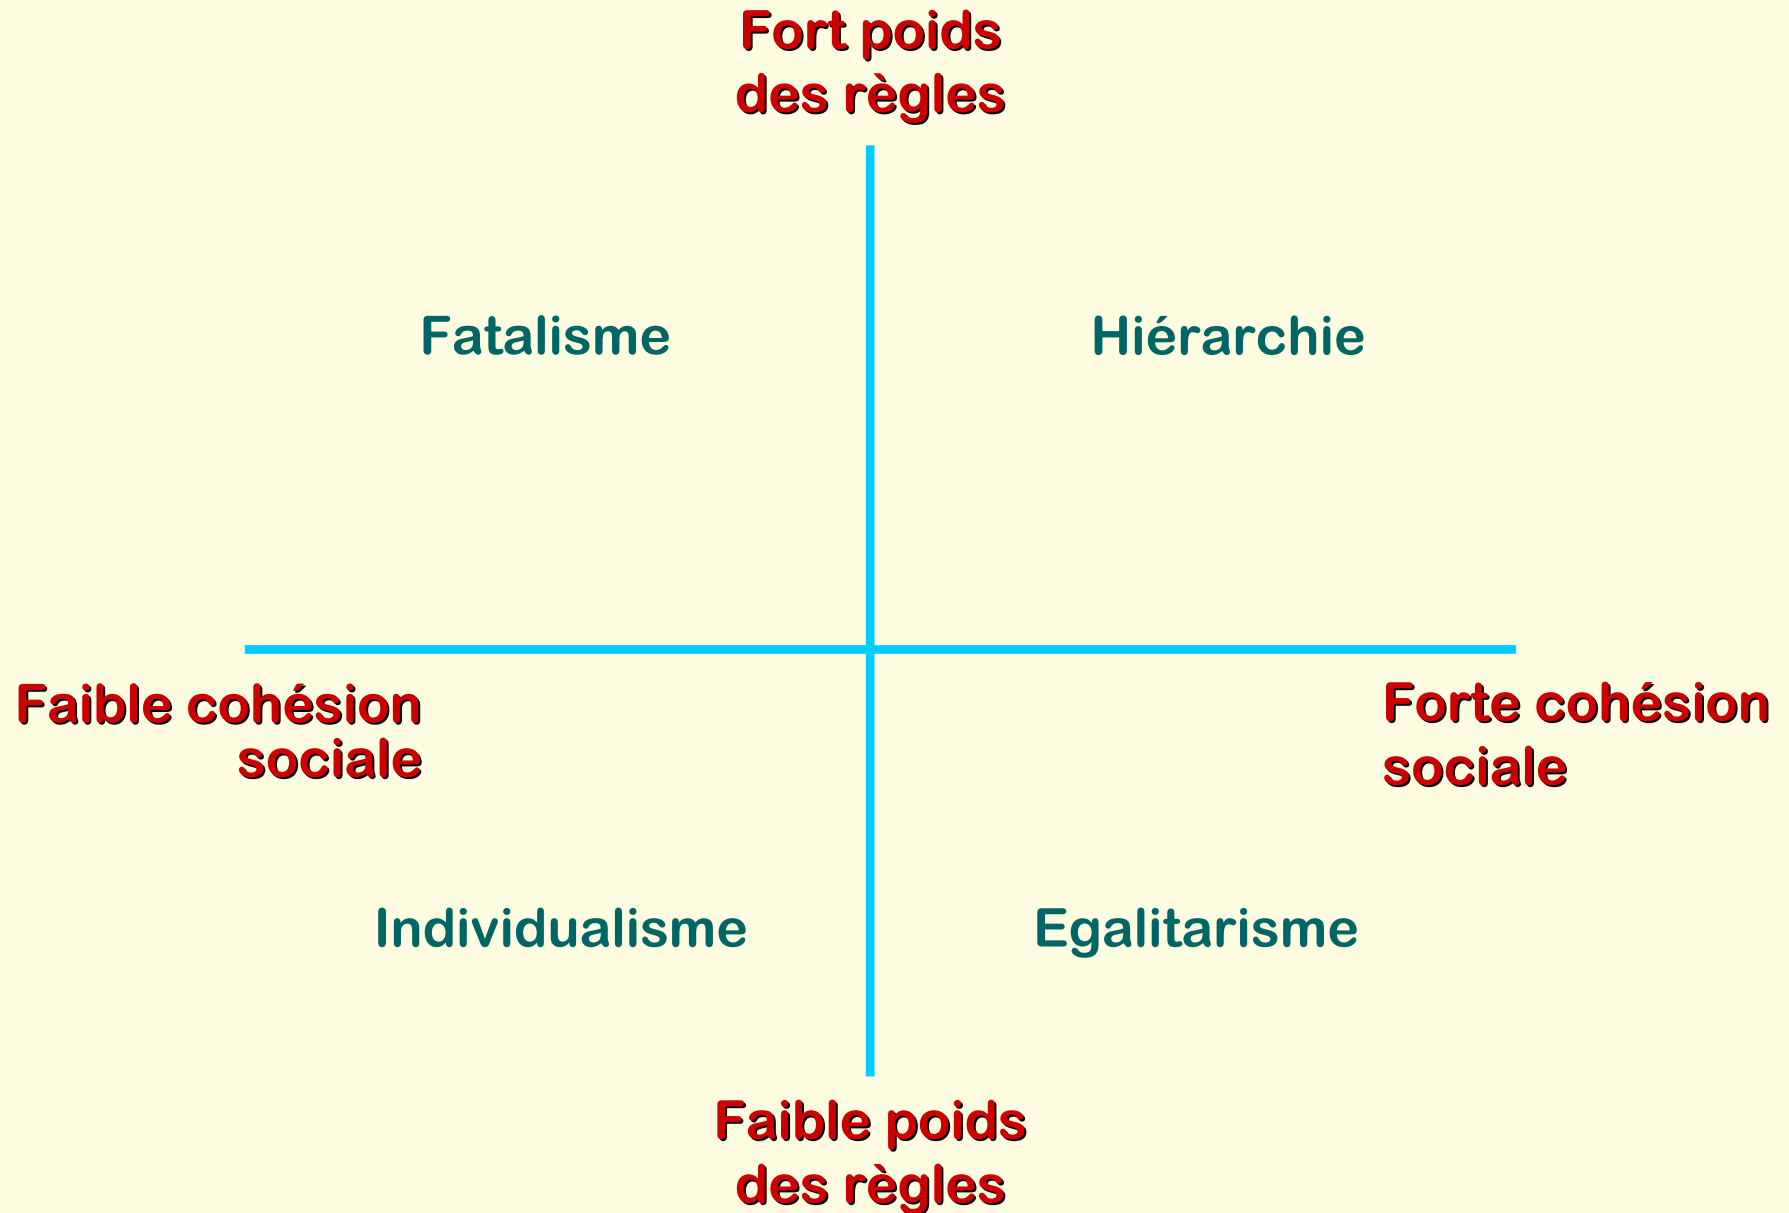 Fort poids
des règles
Fatalisme
Hiérarchie
Faible cohésion
sociale
Forte cohésion
sociale
Individualisme
Egalitarisme
Faible poids
des règles